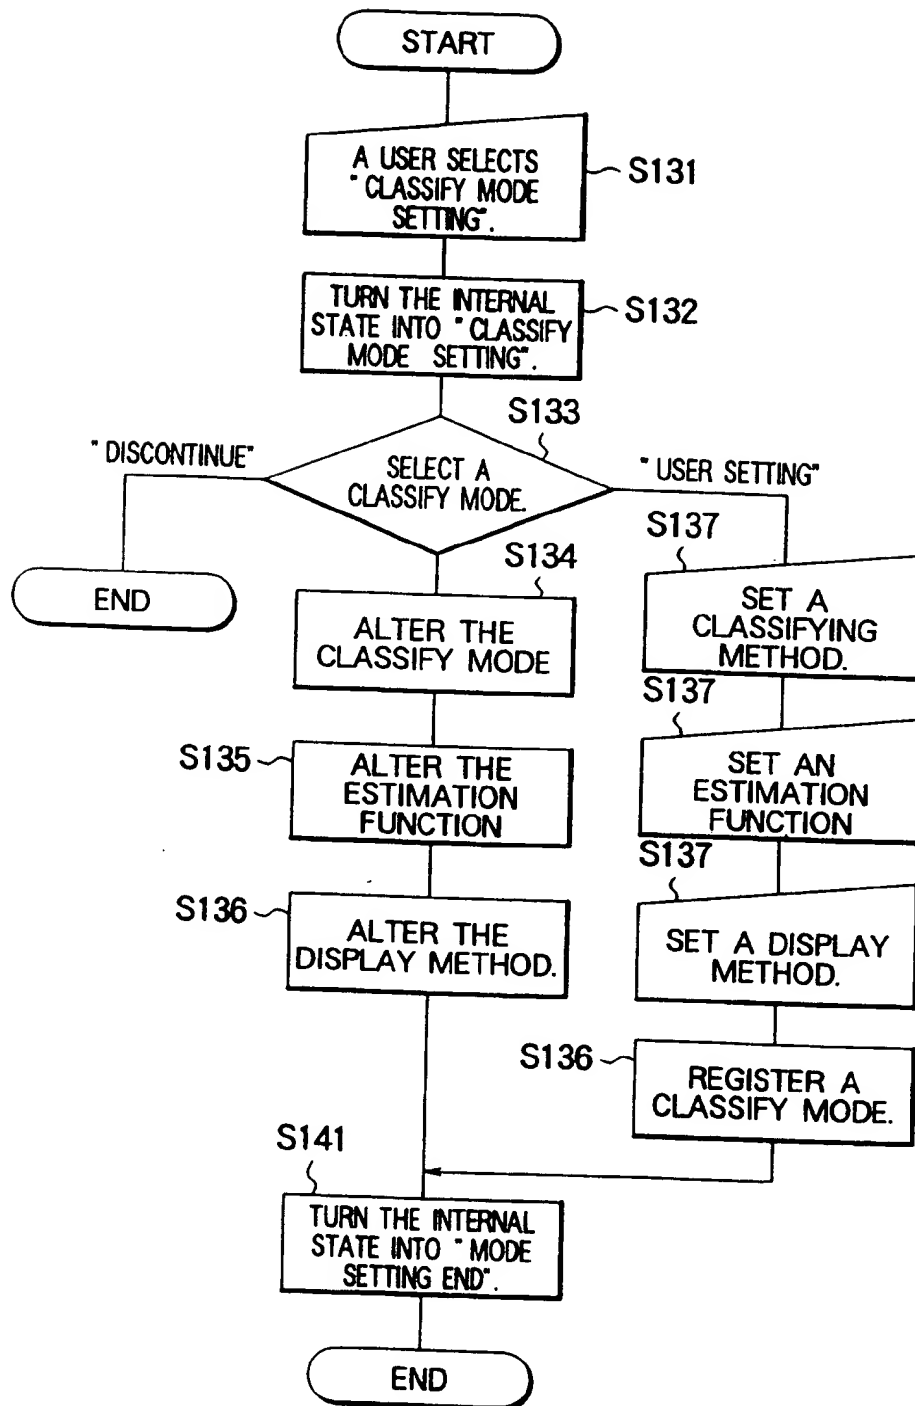 START
A USER SELECTS
"CLASSIFY MODE
SETTING".
S131
TURN THE INTERNAL
STATE INTO "CLASSIFY
MODE SETTING".
S132
S133
"DISCONTINUE"
SELECT A
CLASSIFY MODE.
"USER SETTING"
END
S134
ALTER THE
CLASSIFY MODE
S137
SET A
CLASSIFYING
METHOD.
S135
ALTER THE
ESTIMATION
FUNCTION
S137
SET AN
ESTIMATION
FUNCTION
S136
ALTER THE
DISPLAY METHOD.
S137
SET A DISPLAY
METHOD.
S136
REGISTER A
CLASSIFY MODE.
S141
TURN THE INTERNAL
STATE INTO "MODE
SETTING END".
END